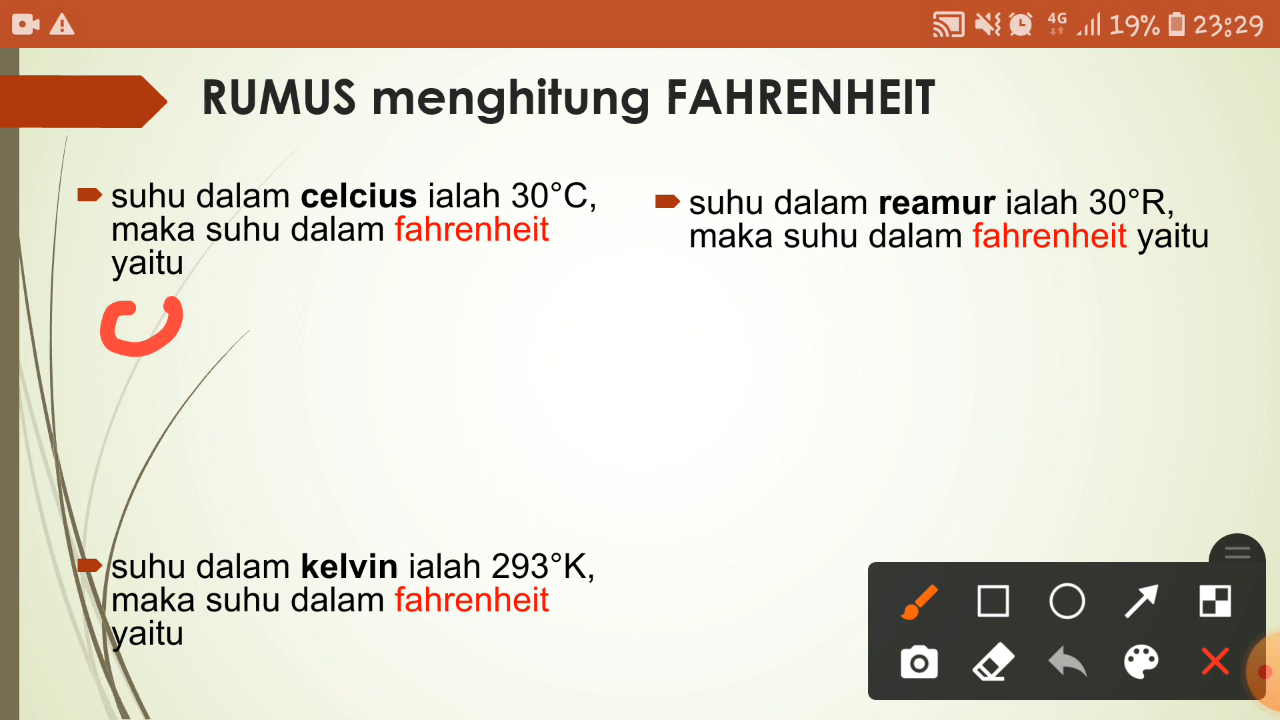 4G 19% 23:29
RUMUS menghitung FAHRENHEIT
suhu dalam celcius ialah 30°C,
maka suhu dalam fahrenheit
yaitu
C
suhu dalam reamur ialah 30°R,
maka suhu dalam fahrenheit yaitu
suhu dalam kelvin ialah 293°K,
maka suhu dalam fahrenheit
yaitu